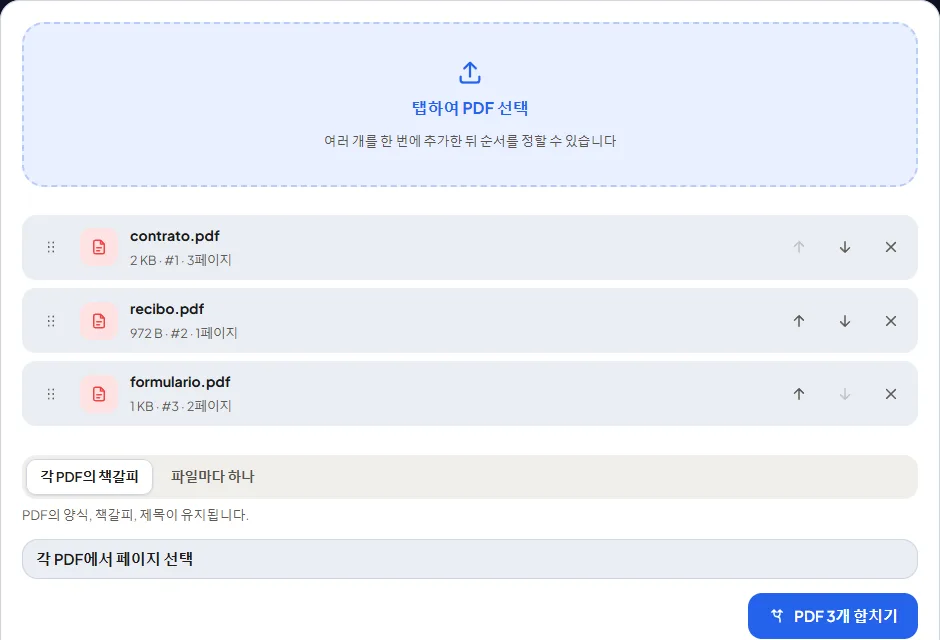 탭하여 PDF 선택
여러 개를 한 번에 추가한 뒤 순서를 정할 수 있습니다
contrato.pdf
2 KB · #1 · 3페이지
recibo.pdf
972 B · #2 · 1페이지
formulario.pdf
1 KB · #3 · 2페이지
각 PDF의 책갈피 파일마다 하나
PDF의 양식, 책갈피, 제목이 유지됩니다.
각 PDF에서 페이지 선택
PDF 3개 합치기